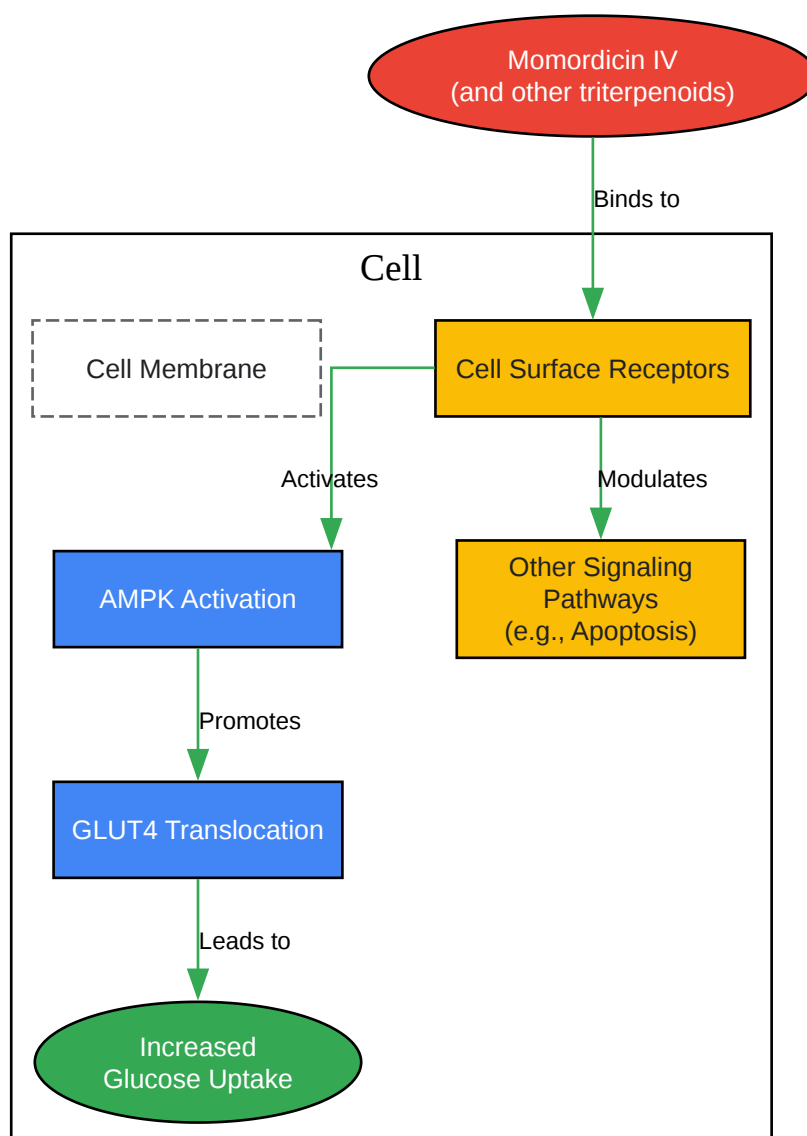 Momordicin IV
(and other triterpenoids)
Binds to
Cell
Cell Membrane
Cell Surface Receptors
Activates
Modulates
AMPK Activation
Other Signaling
Pathways
(e.g., Apoptosis)
Promotes
GLUT4 Translocation
Leads to
Increased
Glucose Uptake